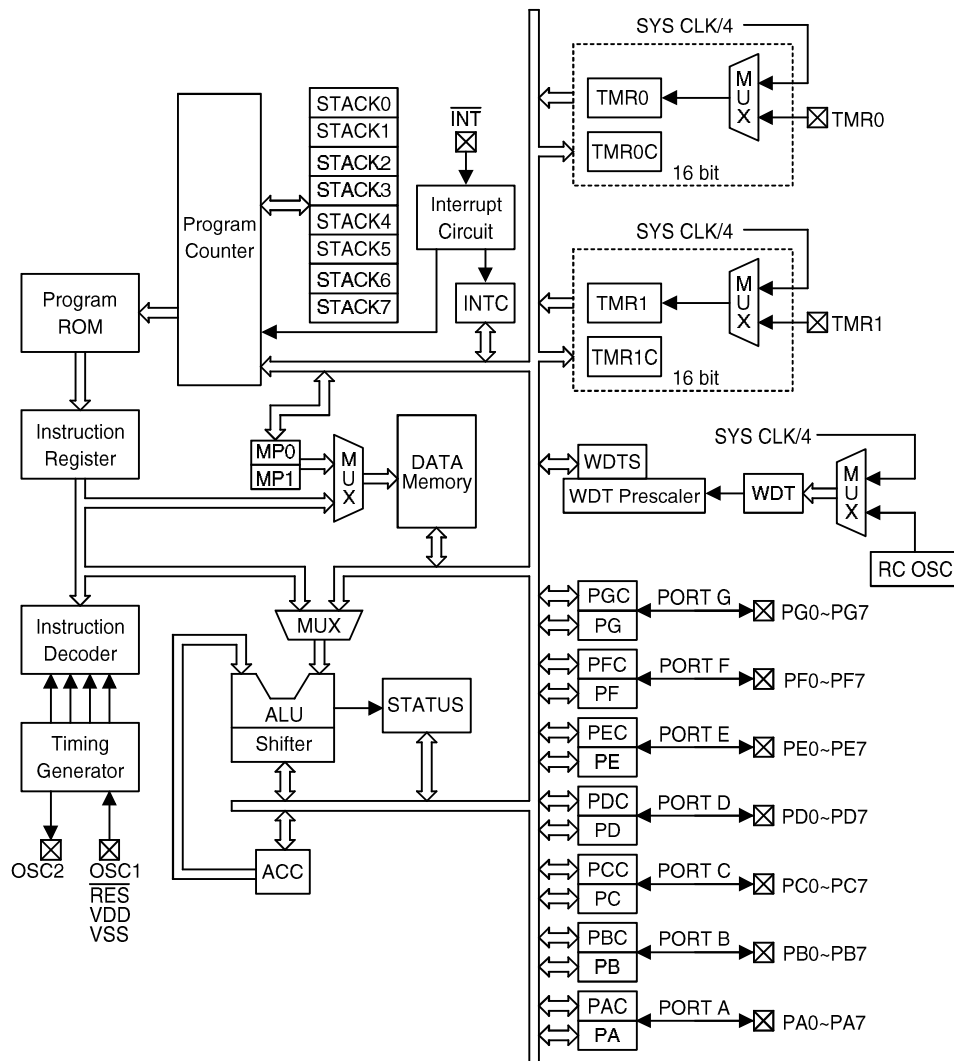 SYS CLK/4
MUX
TMR0
TMR0
TMR0C
16 bit
STACK0
STACK1
STACK2
STACK3
STACK4
STACK5
STACK6
STACK7
INT
Interrupt
Circuit
INTC
Program
Counter
Program
ROM
SYS CLK/4
MUX
TMR1
TMR1
TMR1C
16 bit
Instruction
Register
MP0
MP1
MUX
DATA
Memory
SYS CLK/4
WDTS
WDT Prescaler
WDT
MUX
RC OSC
Instruction
Decoder
MUX
ALU
Shifter
STATUS
Timing
Generator
OSC2
OSC1
RES
VDD
VSS
ACC
PGC
PG
PORT G
PG0~PG7
PFC
PF
PORT F
PF0~PF7
PEC
PE
PORT E
PE0~PE7
PDC
PD
PORT D
PD0~PD7
PCC
PC
PORT C
PC0~PC7
PBC
PB
PORT B
PB0~PB7
PAC
PA
PORT A
PA0~PA7